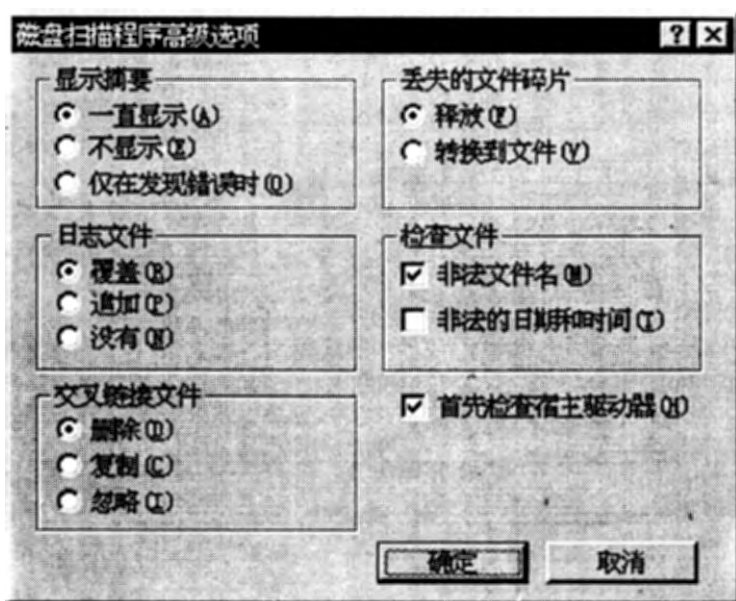 磁盘扫描程序高级选项
显示摘要
一直显示(A)
不显示(E)
仅在发现错误时(Q)
日志文件
覆盖(R)
追加(P)
没有(N)
交叉链接文件
删除(D)
复制(C)
忽略(I)
丢失的文件碎片
释放(F)
转换到文件(V)
检查文件
非法文件名(M)
非法的日期和时间(T)
首先检查宿主驱动器(H)
确定
取消